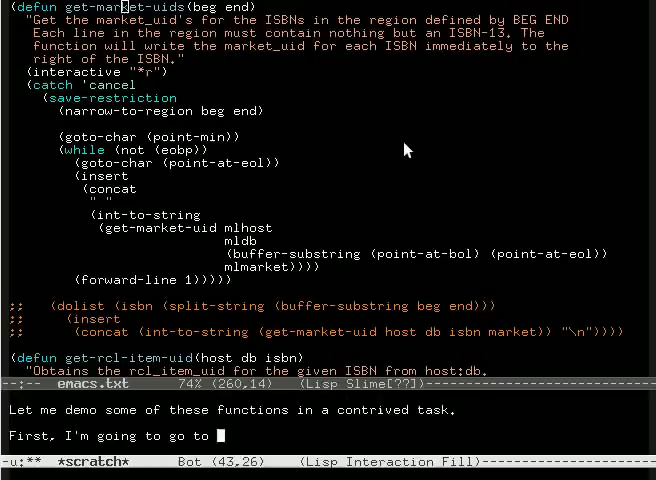 (defun get-market-uids(beg end)
"Get the market_uid's for the ISBNs in the region defined by BEG END
Each line in the region must contain nothing but an ISBN-13. The
function will write the market_uid for each ISBN immediately to the
right of the ISBN."
(interactive "*r")
(catch 'cancel
(save-restriction
(narrow-to-region beg end)
(goto-char (point-min))
(while (not (eobp))
(goto-char (point-at-eol))
(insert
(concat
" "
(int-to-string
(get-market-uid mlhost
mldb
(buffer-substring (point-at-bol) (point-at-eol))
mlmarket))))
(forward-line 1)))))
;; (dolist (isbn (split-string (buffer-substring beg end)))
;; (insert
;; (concat (int-to-string (get-market-uid host db isbn market)) "\n"))))
(defun get-rcl-item-uid(host db isbn)
"Obtains the rcl_item_uid for the given ISBN from host:db.
--:-- emacs.txt 74% (260,14) (Lisp Slime[??])
Let me demo some of these functions in a contrived task.
First, I'm going to go to
-u:** *scratch* Bot (43,26) (Lisp Interaction Fill)